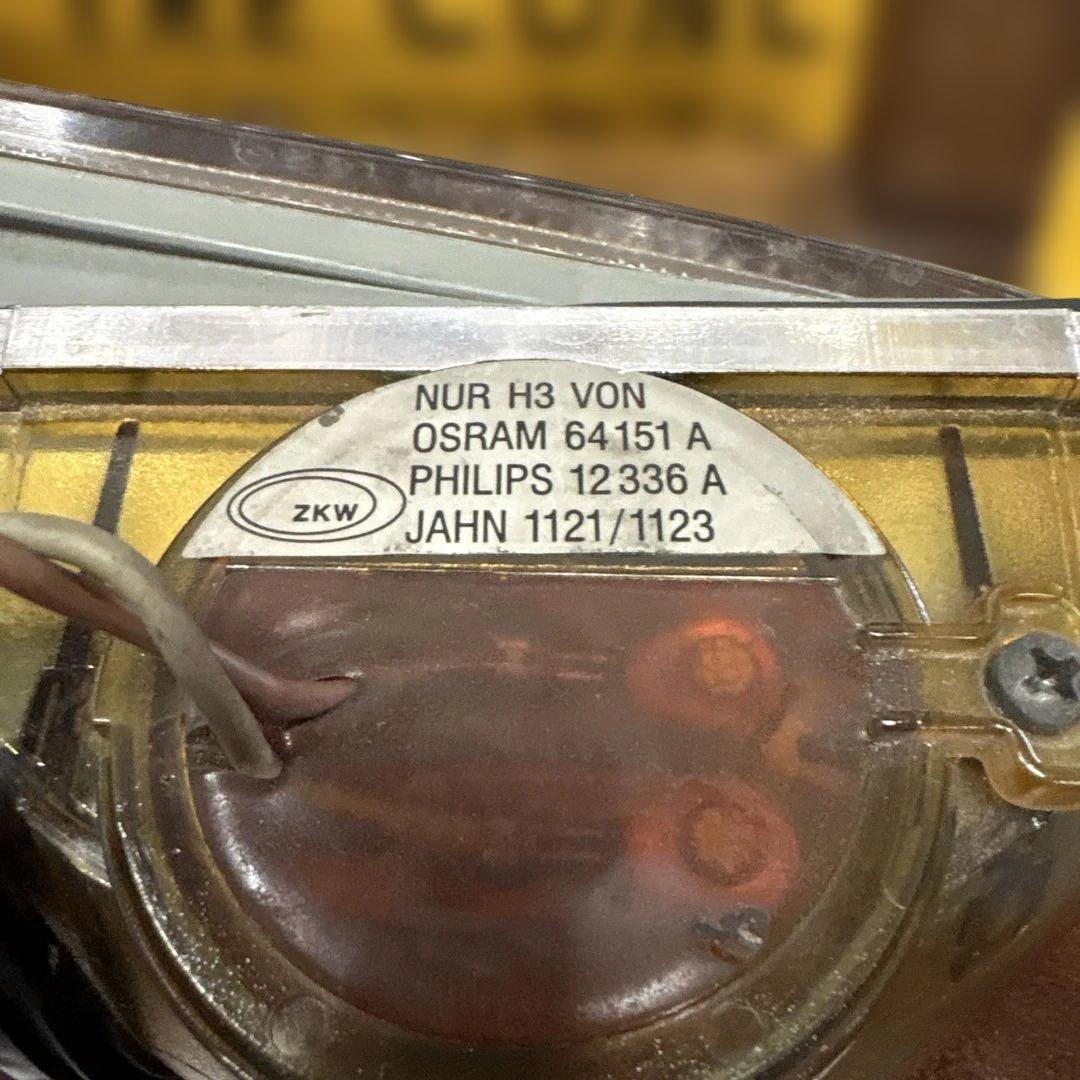 NUR H3 VON
OSRAM 64151 A
PHILIPS 12336 A
ZKW
JAHN 1121/1123